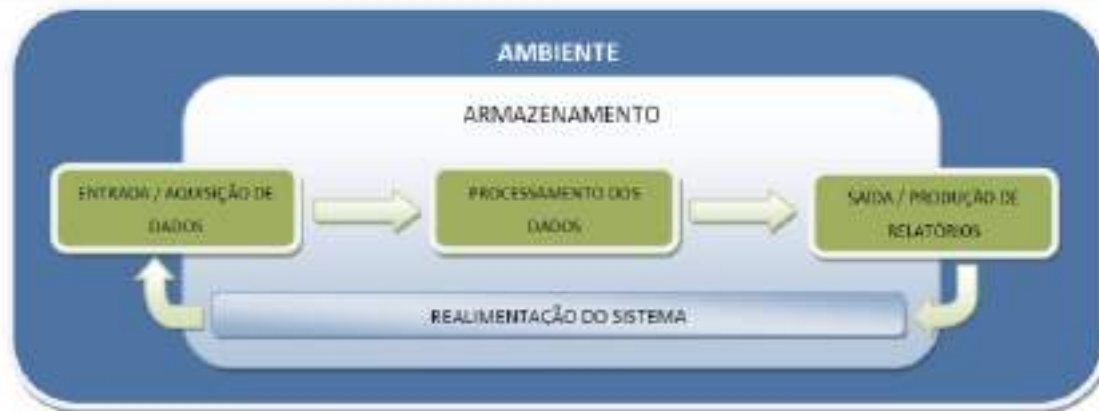 AMBIENTE
ARMAZENAMENTO
ENTRADA / AQUISIÇÃO DE
DADOS
PROCESSAMENTO DOS
DADOS
SAÍDA / PRODUÇÃO DE
RELATÓRIOS
REALIMENTAÇÃO DO SISTEMA